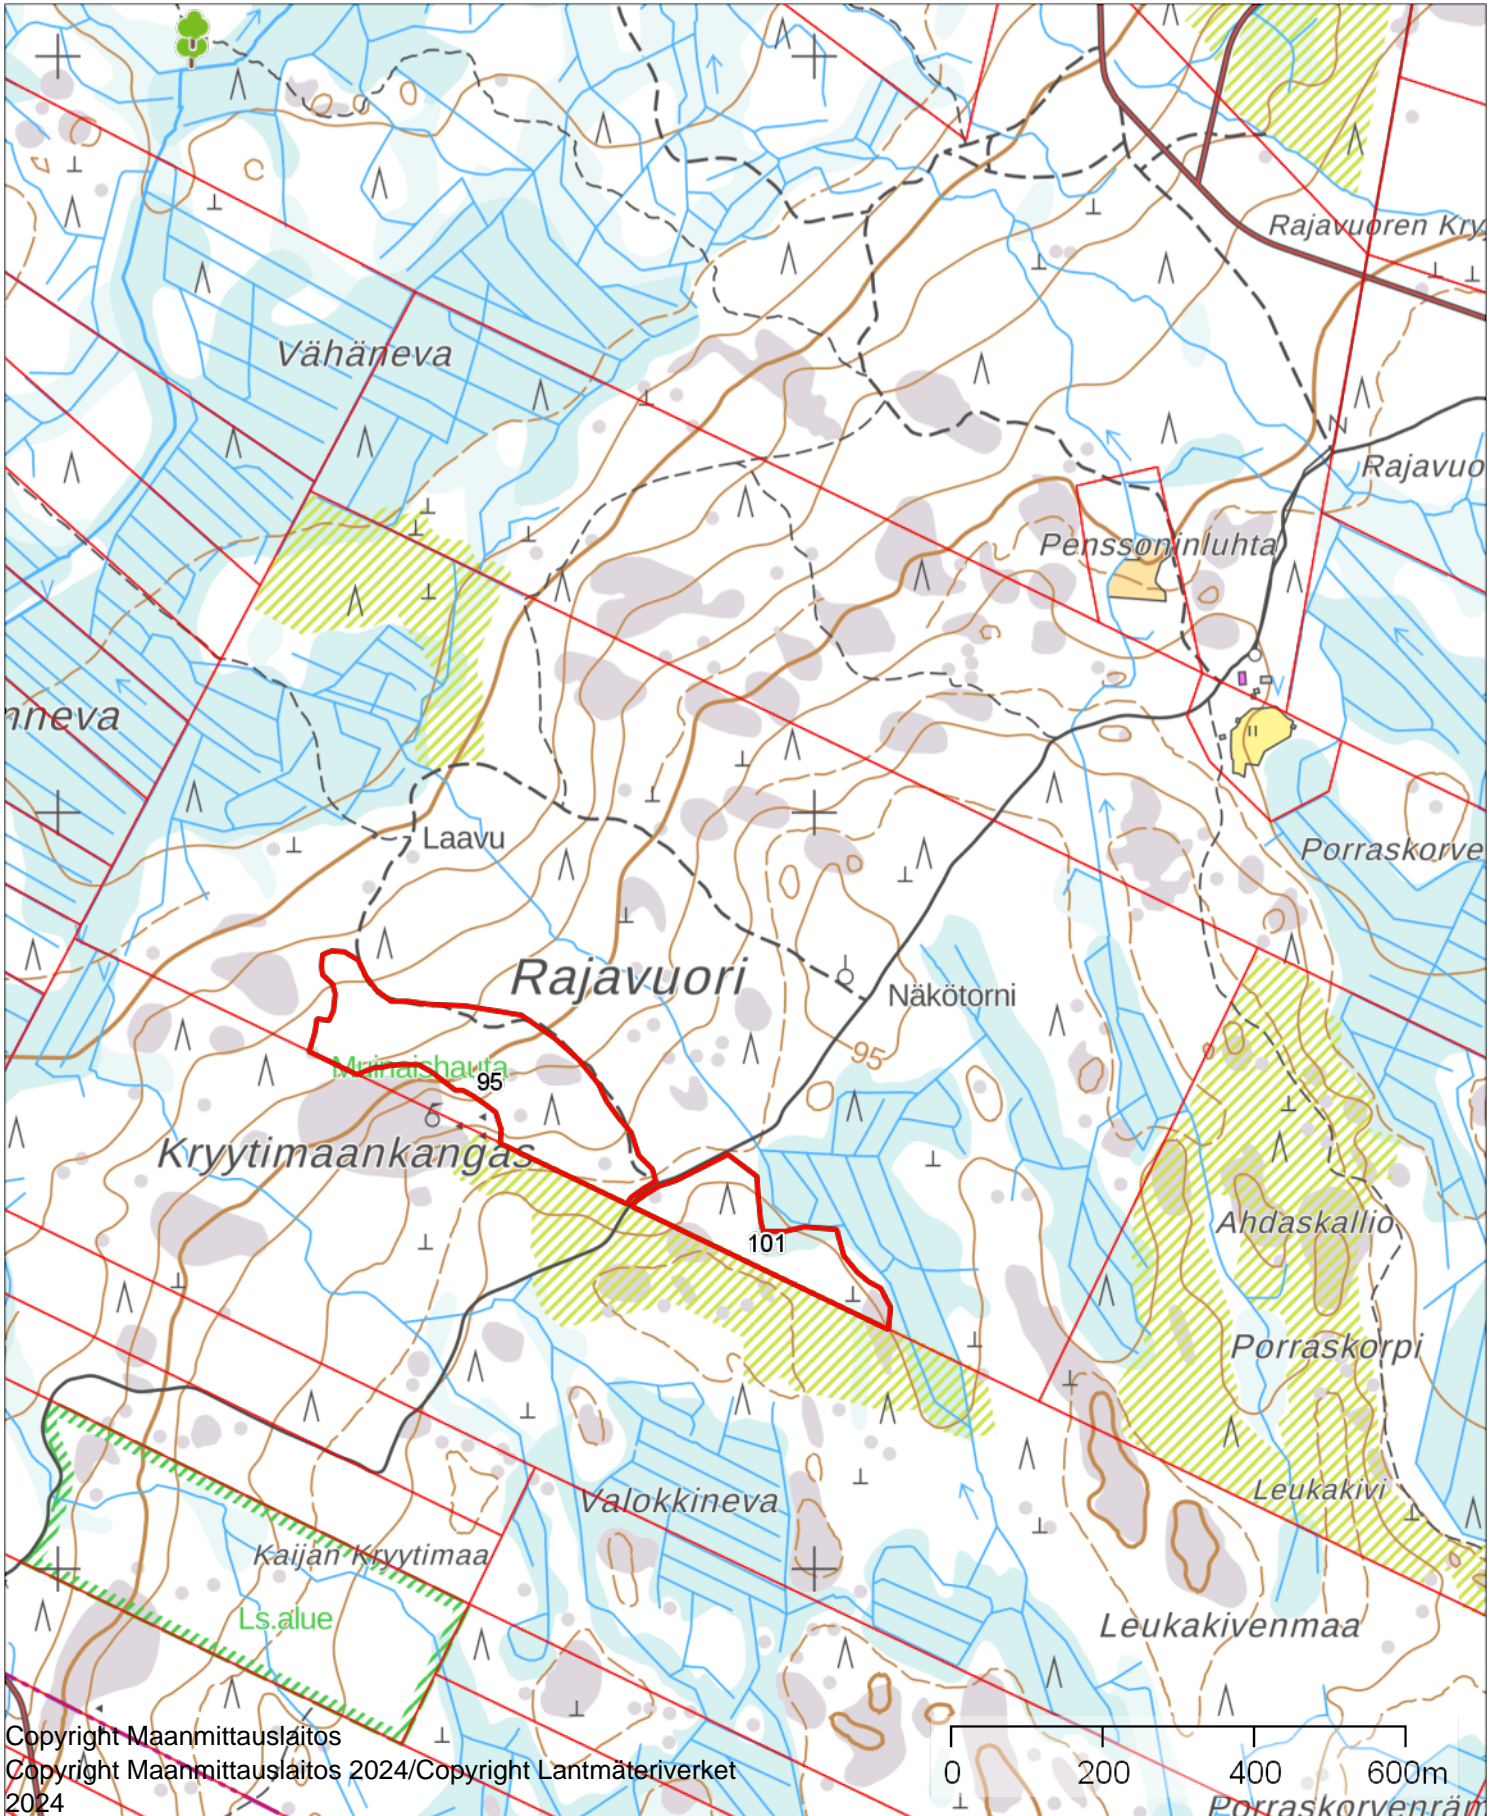 Rajavuoren Kry
Vähäneva
Rajavuo
Penssoninluhta
nneva
Laavu
Porraskorve
Rajavuori
Näkötorni
95
Muinaishauta
95
Kryytimaankangas
Ahdaskallio
101
Porraskorpi
Leukakivi
Valokkineva
Kaijan Kryytimaa
Ls.alue
Leukakivenmaa
Copyright Maanmittauslaitos
Copyright Maanmittauslaitos 2024/Copyright Lantmäteriverket
2024
0 200 400 600m
Porraskorvenräm